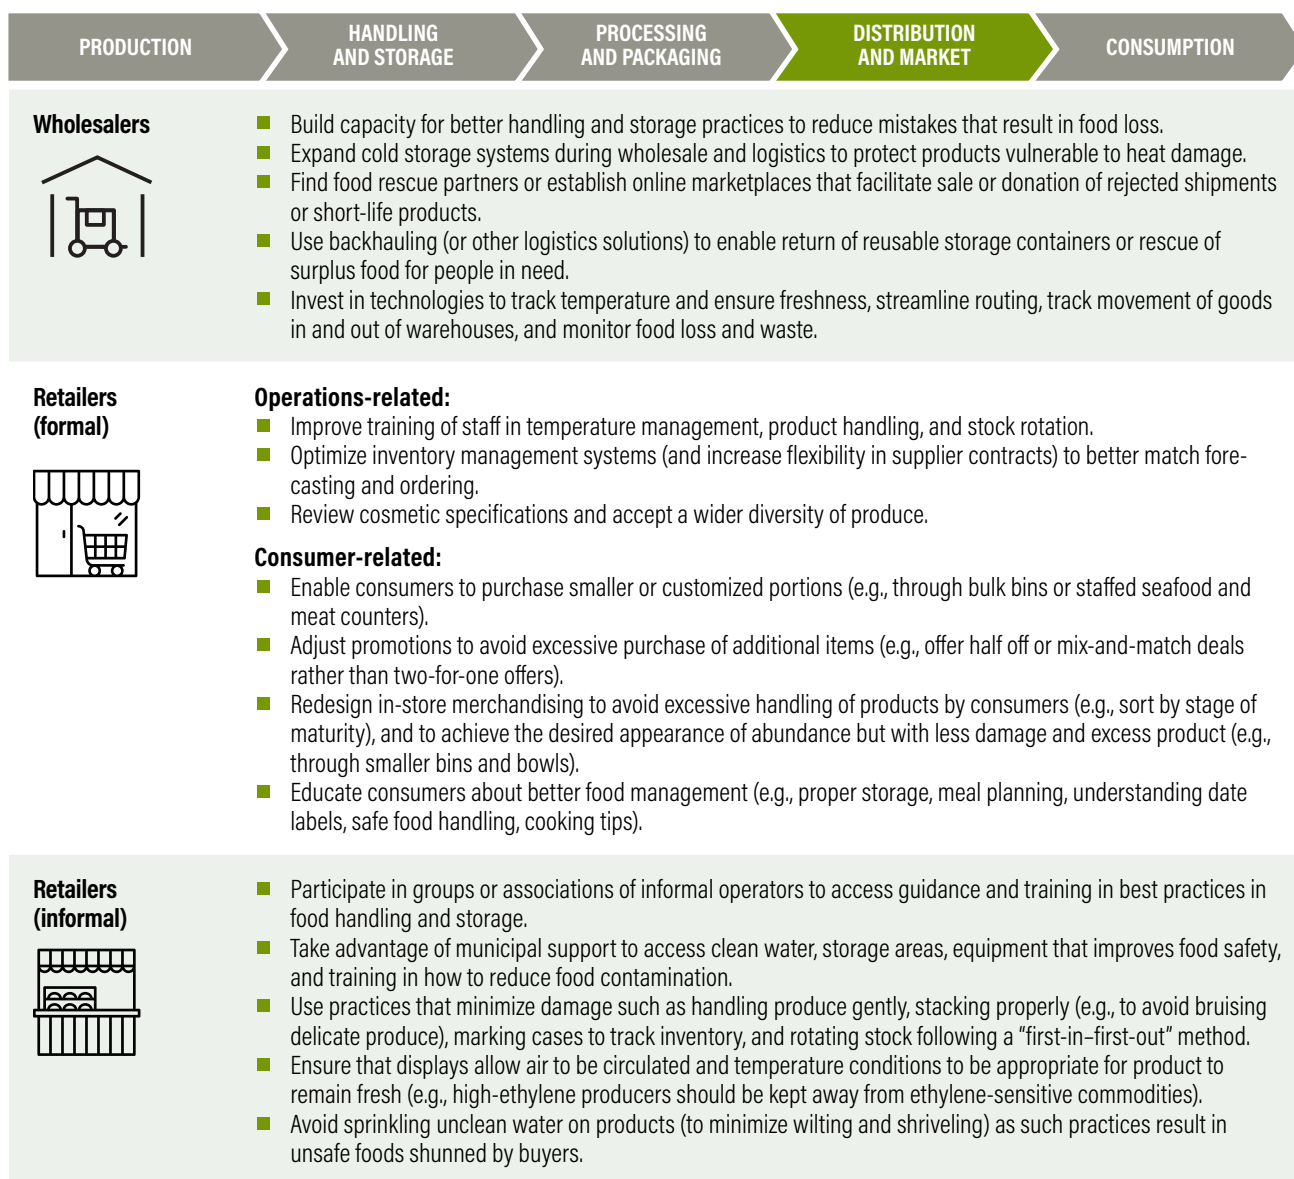 PRODUCTION
HANDLING
AND STORAGE
PROCESSING
AND PACKAGING
DISTRIBUTION
AND MARKET
CONSUMPTION
Wholesalers
Build capacity for better handling and storage practices to reduce mistakes that result in food loss.
Expand cold storage systems during wholesale and logistics to protect products vulnerable to heat damage.
Find food rescue partners or establish online marketplaces that facilitate sale or donation of rejected shipments
or short-life products.
Use backhauling (or other logistics solutions) to enable return of reusable storage containers or rescue of
surplus food for people in need.
Invest in technologies to track temperature and ensure freshness, streamline routing, track movement of goods
in and out of warehouses, and monitor food loss and waste.
Retailers
(formal)
Operations-related:
Improve training of staff in temperature management, product handling, and stock rotation.
Optimize inventory management systems (and increase flexibility in supplier contracts) to better match fore-
casting and ordering.
Review cosmetic specifications and accept a wider diversity of produce.
Consumer-related:
Enable consumers to purchase smaller or customized portions (e.g., through bulk bins or staffed seafood and
meat counters).
Adjust promotions to avoid excessive purchase of additional items (e.g., offer half off or mix-and-match deals
rather than two-for-one offers).
Redesign in-store merchandising to avoid excessive handling of products by consumers (e.g., sort by stage of
maturity), and to achieve the desired appearance of abundance but with less damage and excess product (e.g.,
through smaller bins and bowls).
Educate consumers about better food management (e.g., proper storage, meal planning, understanding date
labels, safe food handling, cooking tips).
Retailers
(informal)
Participate in groups or associations of informal operators to access guidance and training in best practices in
food handling and storage.
Take advantage of municipal support to access clean water, storage areas, equipment that improves food safety,
and training in how to reduce food contamination.
Use practices that minimize damage such as handling produce gently, stacking properly (e.g., to avoid bruising
delicate produce), marking cases to track inventory, and rotating stock following a “first-in–first-out” method.
Ensure that displays allow air to be circulated and temperature conditions to be appropriate for product to
remain fresh (e.g., high-ethylene producers should be kept away from ethylene-sensitive commodities).
Avoid sprinkling unclean water on products (to minimize wilting and shriveling) as such practices result in
unsafe foods shunned by buyers.